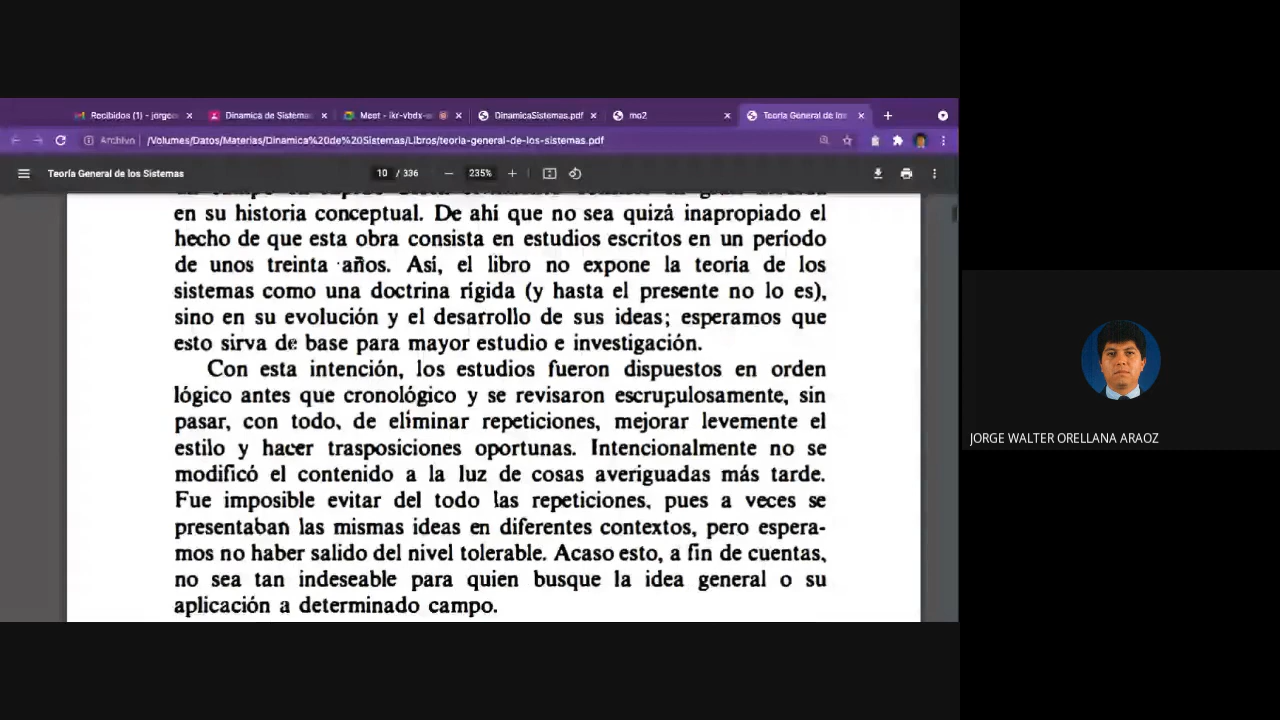 Recibidos (1) - jorge
Dinamica de Sistemas
Meet - ikr-vbdx-
DinamicaSistemas.pdf
mo2
Teoría General de los
Archivo
/Volumes/Datos/Materias/Dinamica%20de%20Sistemas/Libros/teoria-general-de-los-sistemas.pdf
Teoría General de los Sistemas
10 / 336
235%
en su historia conceptual. De ahí que no sea quizá inapropiado el
hecho de que esta obra consista en estudios escritos en un período
de unos treinta años. Así, el libro no expone la teoría de los
sistemas como una doctrina rígida (y hasta el presente no lo es),
sino en su evolución y el desarrollo de sus ideas; esperamos que
esto sirva de base para mayor estudio e investigación.
Con esta intención, los estudios fueron dispuestos en orden
lógico antes que cronológico y se revisaron escrupulosamente, sin
pasar, con todo, de eliminar repeticiones, mejorar levemente el
estilo y hacer trasposiciones oportunas. Intencionalmente no se
modificó el contenido a la luz de cosas averiguadas más tarde.
Fue imposible evitar del todo las repeticiones, pues a veces se
presentaban las mismas ideas en diferentes contextos, pero espera-
mos no haber salido del nivel tolerable. Acaso esto, a fin de cuentas,
no sea tan indeseable para quien busque la idea general o su
aplicación a determinado campo.
JORGE WALTER ORELLANA ARAOZ